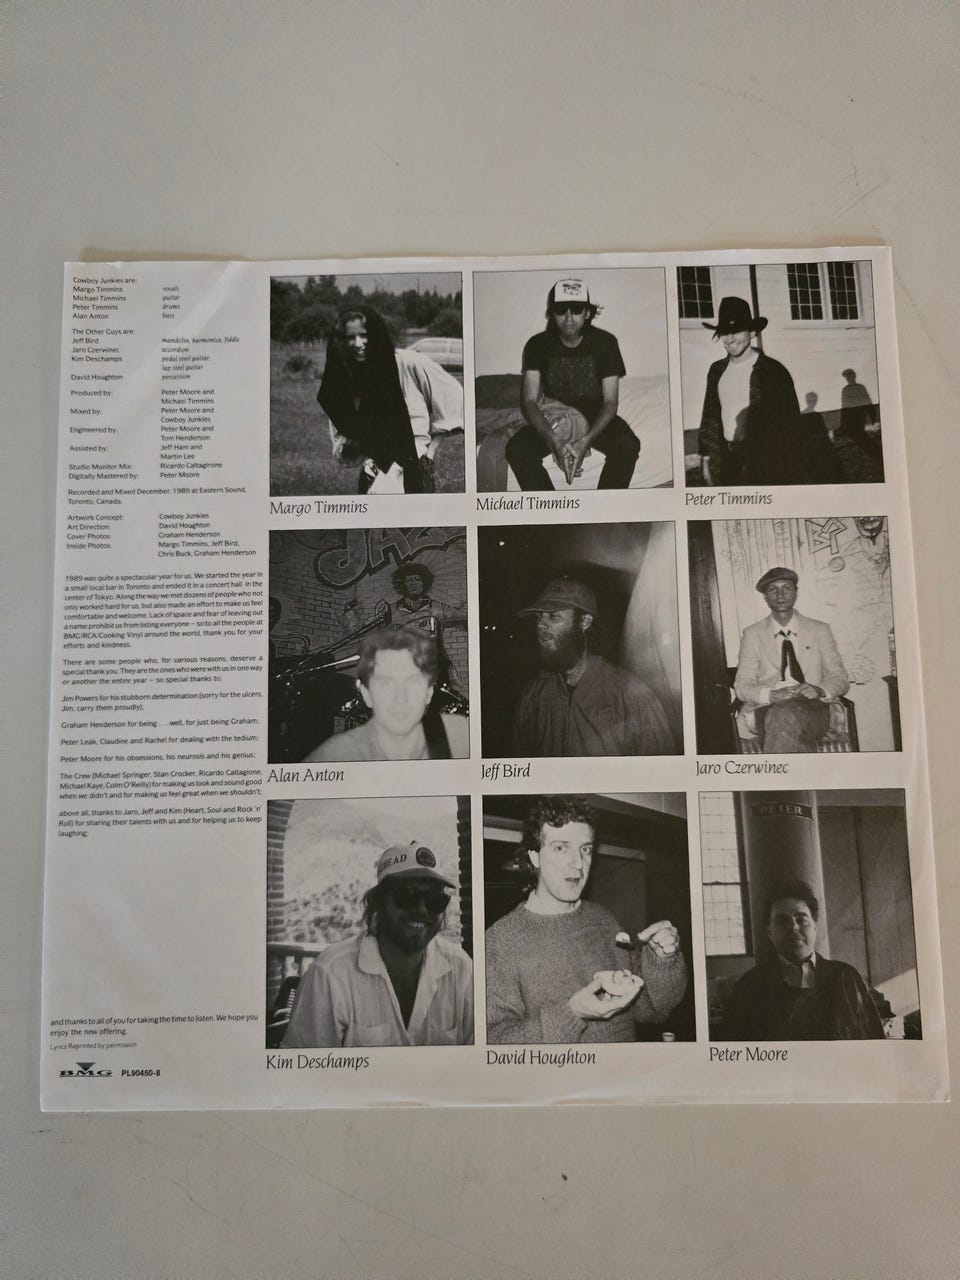 Cowboy Junkies are:
Margo Timmins vocals
Michael Timmins guitar
Peter Timmins drums
Alan Anton bass
The Other Guys are:
Jeff Bird mandolin, harmonica, fiddle
Jaro Czerwinec accordion
Kim Deschamps pedal steel guitar,
lap steel guitar
David Houghton percussion
Produced by: Peter Moore and
Michael Timmins
Mixed by: Peter Moore and
Cowboy Junkies
Engineered by: Peter Moore and
Tom Henderson
Assisted by: Jeff Ham and
Martin Lee
Studio Monitor Mix: Ricardo Caltagirone
Digitally Mastered by: Peter Moore
Recorded and Mixed December, 1989 at Eastern Sound,
Toronto, Canada.
Artwork Concept: Cowboy Junkies
Art Direction: David Houghton
Cover Photos: Graham Henderson
Inside Photos: Margo Timmins, Jeff Bird,
Chris Buck, Graham Henderson
1989 was quite a spectacular year for us. We started the year in
a small local bar in Toronto and ended it in a concert hall in the
center of Tokyo. Along the way we met dozens of people who not
only worked hard for us, but also made an effort to make us feel
comfortable and welcome. Lack of space and fear of leaving out
a name prohibit us from listing everyone – so to all the people at
BMG/RCA/Cooking Vinyl around the world, thank you for your
efforts and kindness.
There are some people who, for various reasons, deserve a
special thank you. They are the ones who were with us in one way
or another the entire year – so special thanks to:
Jim Powers for his stubborn determination (sorry for the ulcers,
Jim, carry them proudly);
Graham Henderson for being . . . well, for just being Graham;
Peter Leak, Claudine and Rachel for dealing with the tedium;
Peter Moore for his obsessions, his neurosis and his genius;
The Crew (Michael Springer, Stan Crocker, Ricardo Caltagione,
Michael Kaye, Colm O'Reilly) for making us look and sound good
when we didn't and for making us feel great when we shouldn't;
above all, thanks to Jaro, Jeff and Kim (Heart, Soul and Rock 'n'
Roll) for sharing their talents with us and for helping us to keep
laughing;
and thanks to all of you for taking the time to listen. We hope you
enjoy the new offering.
Lyrics Reprinted by permission
BMG PL90450-8
Margo Timmins
Michael Timmins
Peter Timmins
JAZZ
Alan Anton
Jeff Bird
Jaro Czerwinec
Kim Deschamps
David Houghton
PETER
Peter Moore